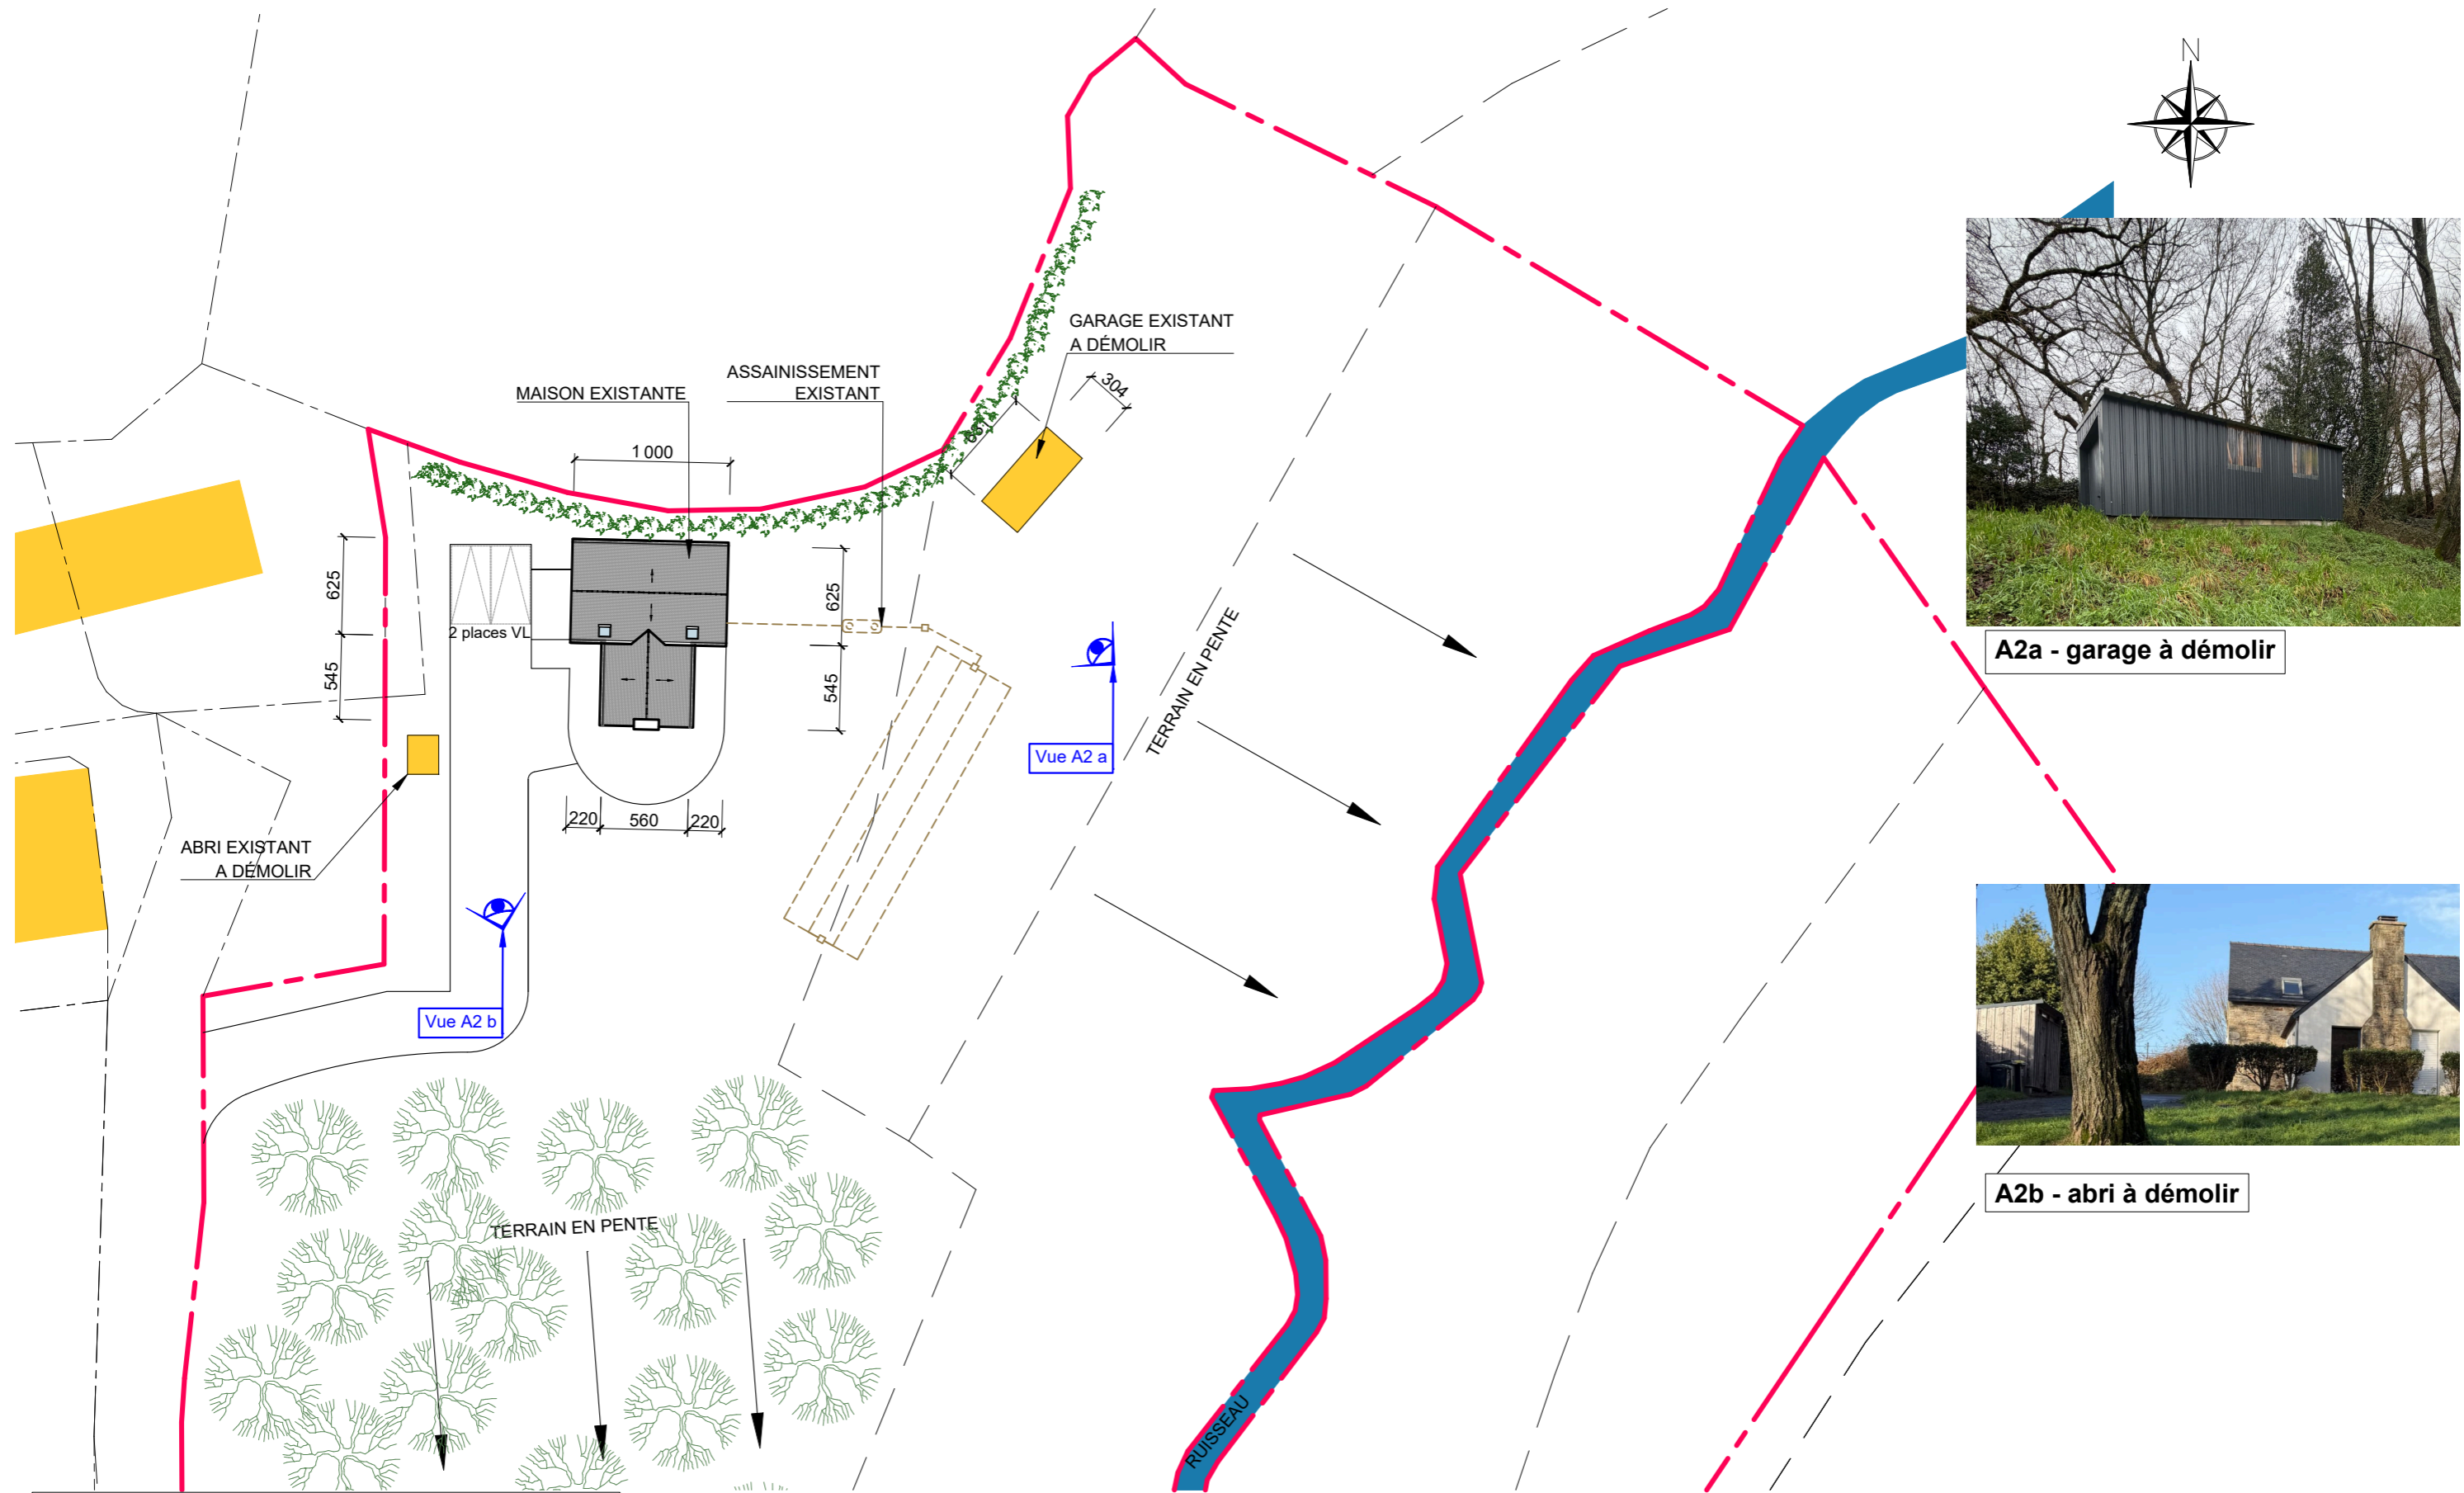 N
GARAGE EXISTANT
A DÉMOLIR
304
ASSAINISSEMENT
EXISTANT
MAISON EXISTANTE
1 000
625
625
2 places VL
545
545
A2a - garage à démolir
TERRAIN EN PENTE
Vue A2 a
220
560
220
ABRI EXISTANT
A DÉMOLIR
Vue A2 b
A2b - abri à démolir
TERRAIN EN PENTE
RUISSEAU